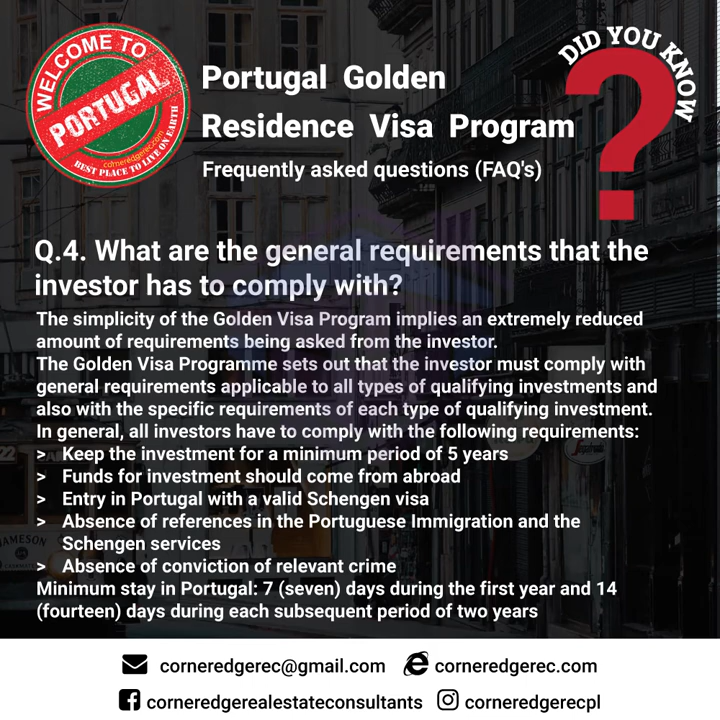 WELCOME TO
PORTUGAL
corneredgerec.com
BEST PLACE TO LIVE ON EARTH
Portugal Golden
Residence Visa Program
Frequently asked questions (FAQ's)
DID YOU KNOW
?
Q.4. What are the general requirements that the
investor has to comply with?
The simplicity of the Golden Visa Program implies an extremely reduced
amount of requirements being asked from the investor.
The Golden Visa Programme sets out that the investor must comply with
general requirements applicable to all types of qualifying investments and
also with the specific requirements of each type of qualifying investment.
In general, all investors have to comply with the following requirements:
> Keep the investment for a minimum period of 5 years
> Funds for investment should come from abroad
> Entry in Portugal with a valid Schengen visa
> Absence of references in the Portuguese Immigration and the
Schengen services
> Absence of conviction of relevant crime
Minimum stay in Portugal: 7 (seven) days during the first year and 14
(fourteen) days during each subsequent period of two years
22
JAMESON
corneredgerec@gmail.com corneredgerec.com
corneredgerealestateconsultants corneredgerecpl